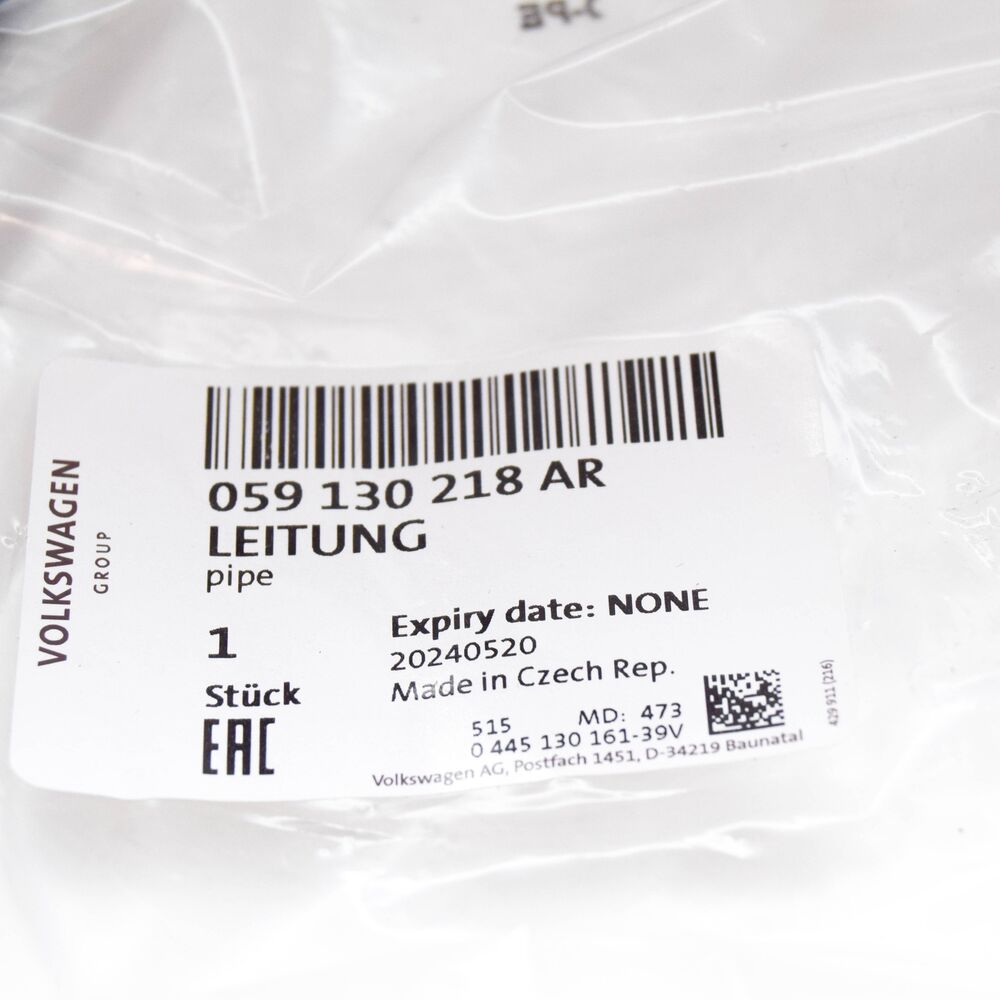 VOLKSWAGEN
GROUP
059 130 218 AR
LEITUNG
pipe
1
Stück
EAC
Expiry date: NONE
20240520
Made in Czech Rep.
515 MD: 473
0 445 130 161-39V
Volkswagen AG, Postfach 1451, D-34219 Baunatal
429 911 (216)